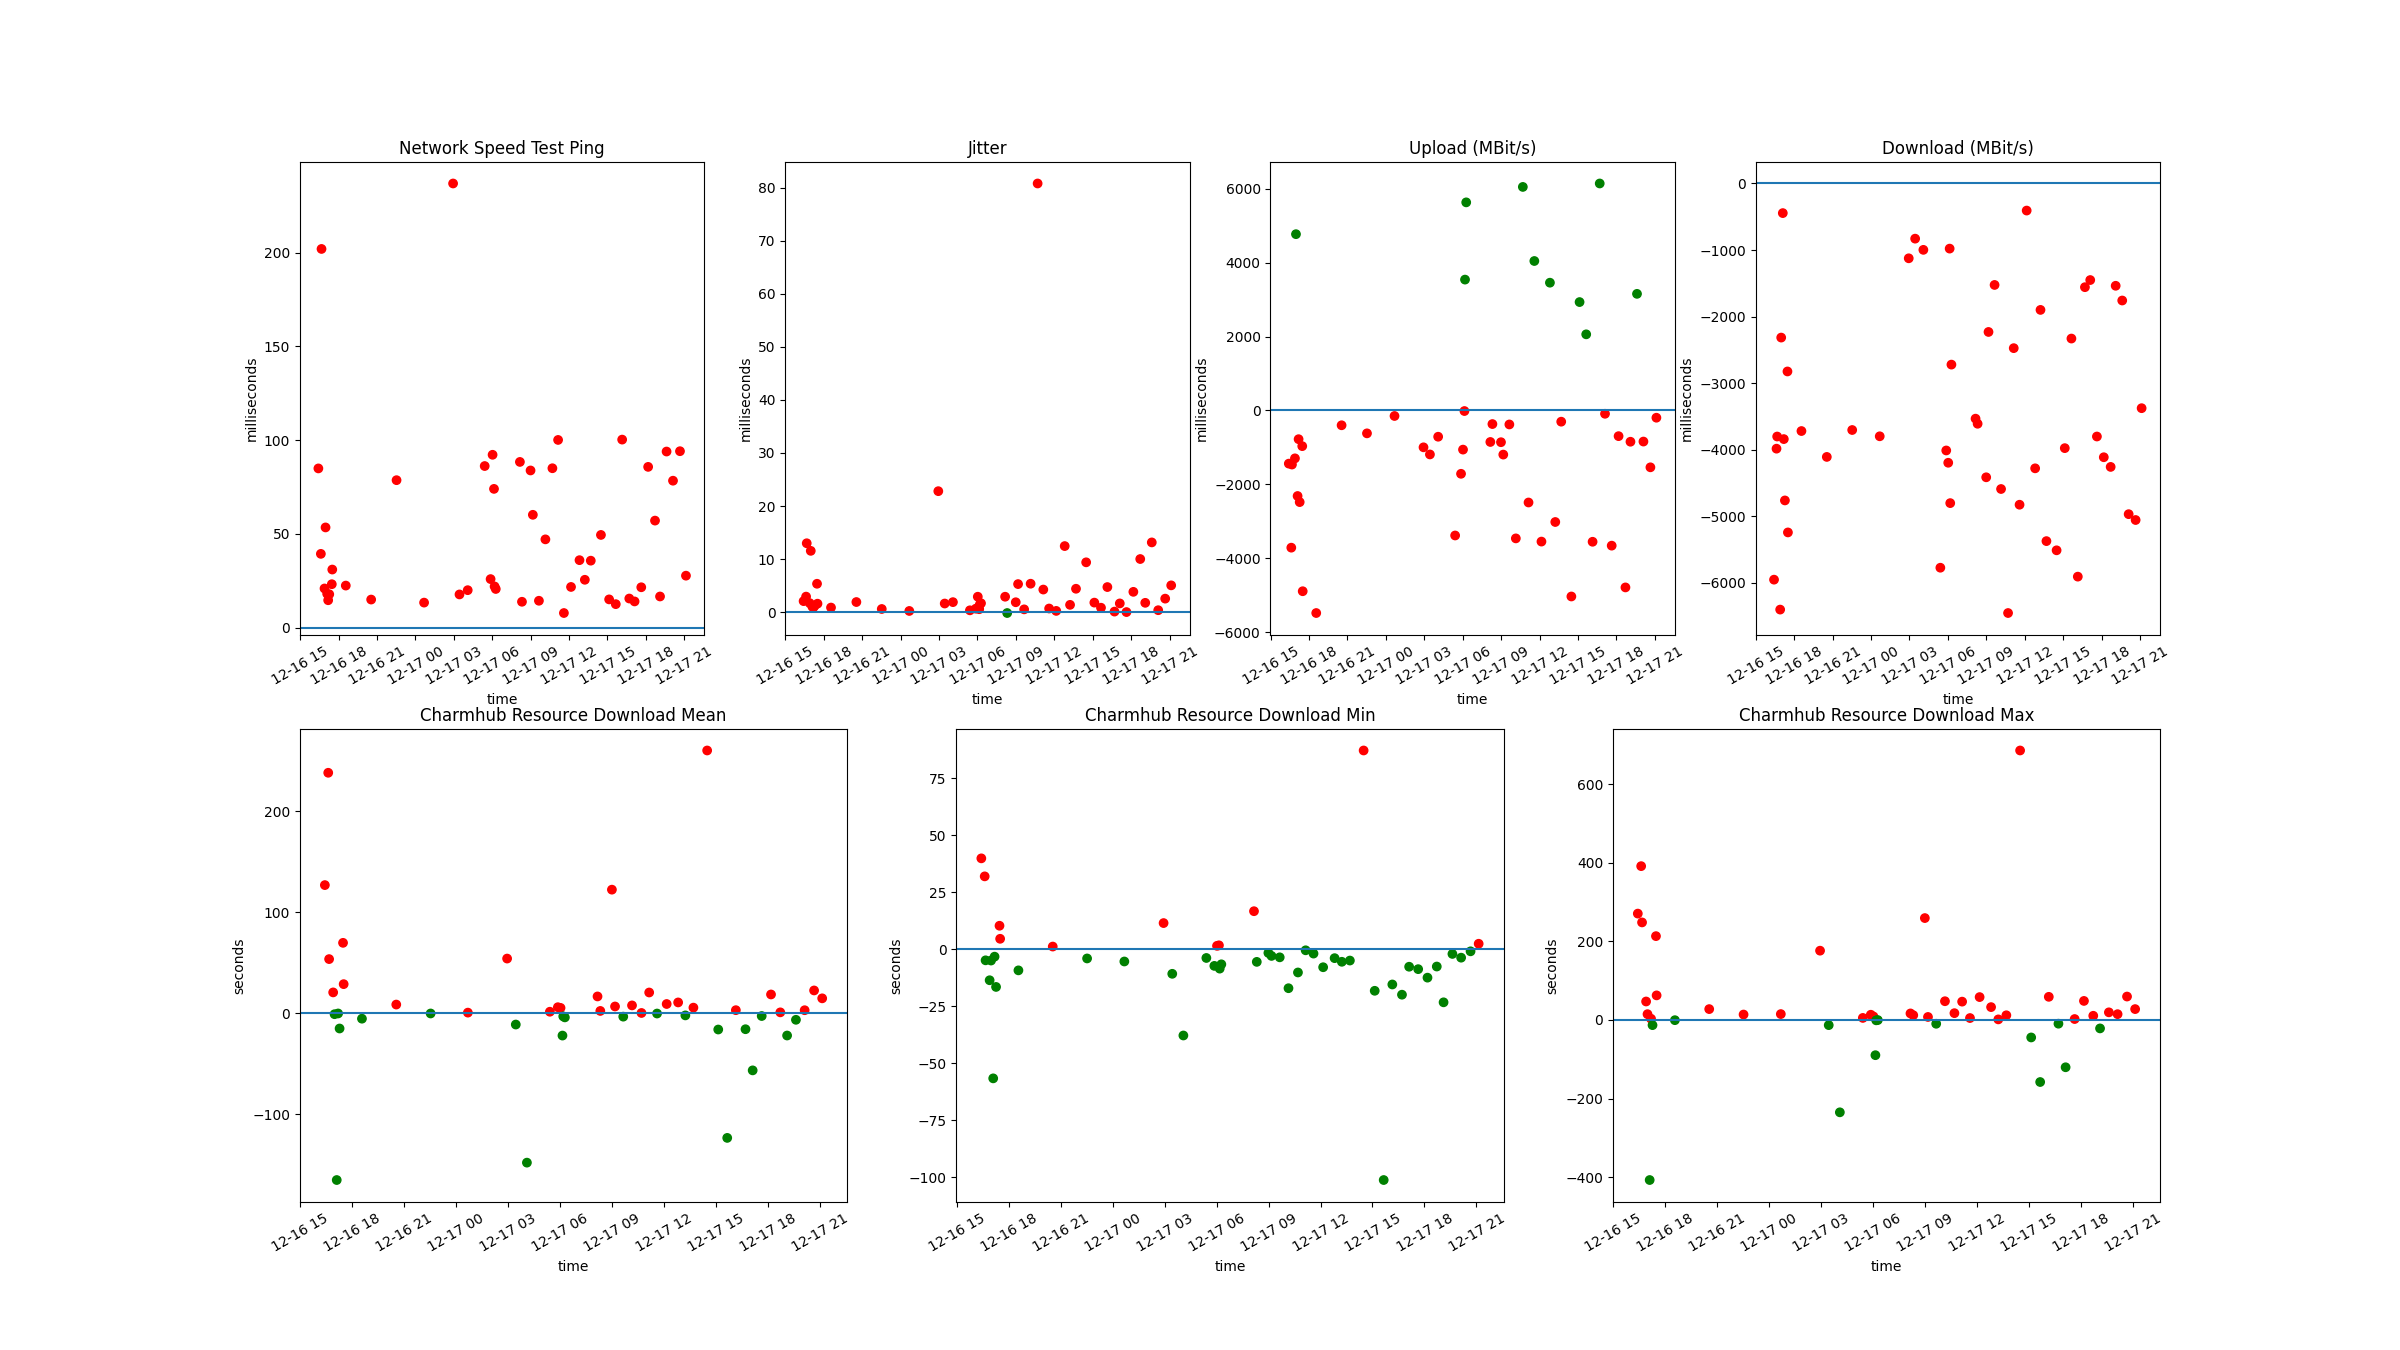 Network Speed Test Ping
milliseconds
200
150
100
50
0
12-16 15 12-16 18 12-16 21 12-17 00 12-17 03 12-17 06 12-17 09 12-17 12 12-17 15 12-17 18 12-17 21
time
Jitter
milliseconds
80
70
60
50
40
30
20
10
0
12-16 15 12-16 18 12-16 21 12-17 00 12-17 03 12-17 06 12-17 09 12-17 12 12-17 15 12-17 18 12-17 21
time
Upload (MBit/s)
milliseconds
6000
4000
2000
0
−2000
−4000
−6000
12-16 15 12-16 18 12-16 21 12-17 00 12-17 03 12-17 06 12-17 09 12-17 12 12-17 15 12-17 18 12-17 21
time
Download (MBit/s)
milliseconds
0
−1000
−2000
−3000
−4000
−5000
−6000
12-16 15 12-16 18 12-16 21 12-17 00 12-17 03 12-17 06 12-17 09 12-17 12 12-17 15 12-17 18 12-17 21
time
Charmhub Resource Download Mean
seconds
200
100
0
−100
12-16 15 12-16 18 12-16 21 12-17 00 12-17 03 12-17 06 12-17 09 12-17 12 12-17 15 12-17 18 12-17 21
time
Charmhub Resource Download Min
seconds
75
50
25
0
−25
−50
−75
−100
12-16 15 12-16 18 12-16 21 12-17 00 12-17 03 12-17 06 12-17 09 12-17 12 12-17 15 12-17 18 12-17 21
time
Charmhub Resource Download Max
seconds
600
400
200
0
−200
−400
12-16 15 12-16 18 12-16 21 12-17 00 12-17 03 12-17 06 12-17 09 12-17 12 12-17 15 12-17 18 12-17 21
time